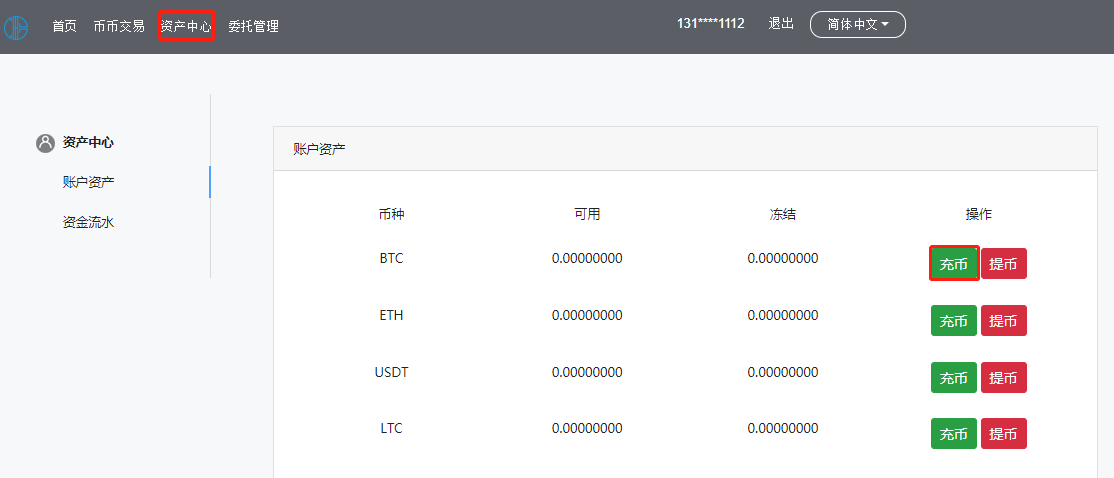 首页 币币交易 资产中心 委托管理 131****1112 退出 简体中文
资产中心
账户资产
资金流水
账户资产
币种 可用 冻结 操作
BTC 0.00000000 0.00000000 充币 提币
ETH 0.00000000 0.00000000 充币 提币
USDT 0.00000000 0.00000000 充币 提币
LTC 0.00000000 0.00000000 充币 提币